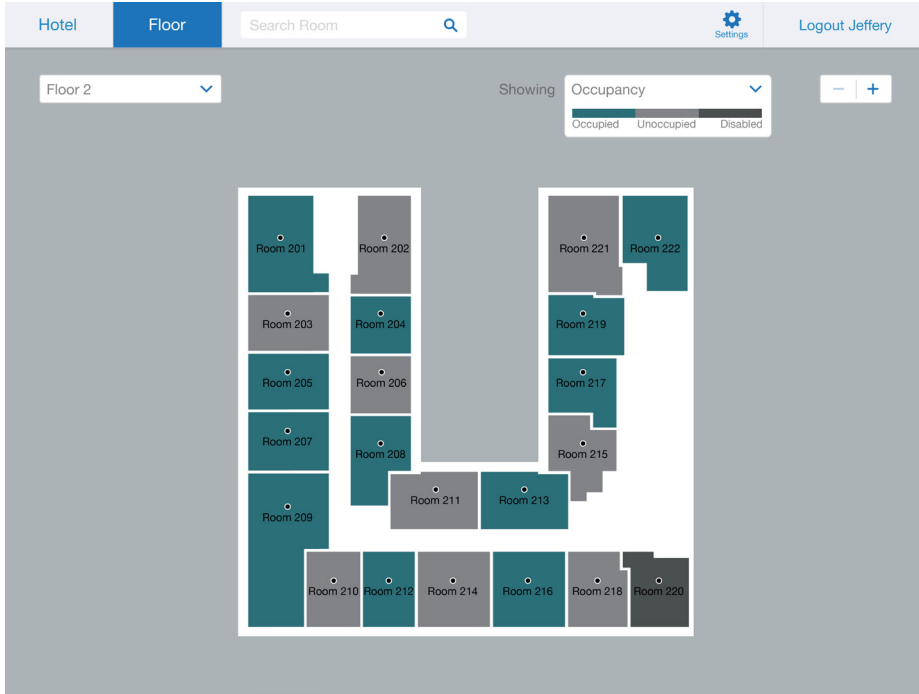 Hotel
Floor
Search Room
Settings
Logout Jeffery
Floor 2
Showing
Occupancy
Occupied Unoccupied Disabled
− +
Room 201
Room 202
Room 221
Room 222
Room 203
Room 204
Room 219
Room 205
Room 206
Room 217
Room 207
Room 208
Room 215
Room 209
Room 211
Room 213
Room 210
Room 212
Room 214
Room 216
Room 218
Room 220